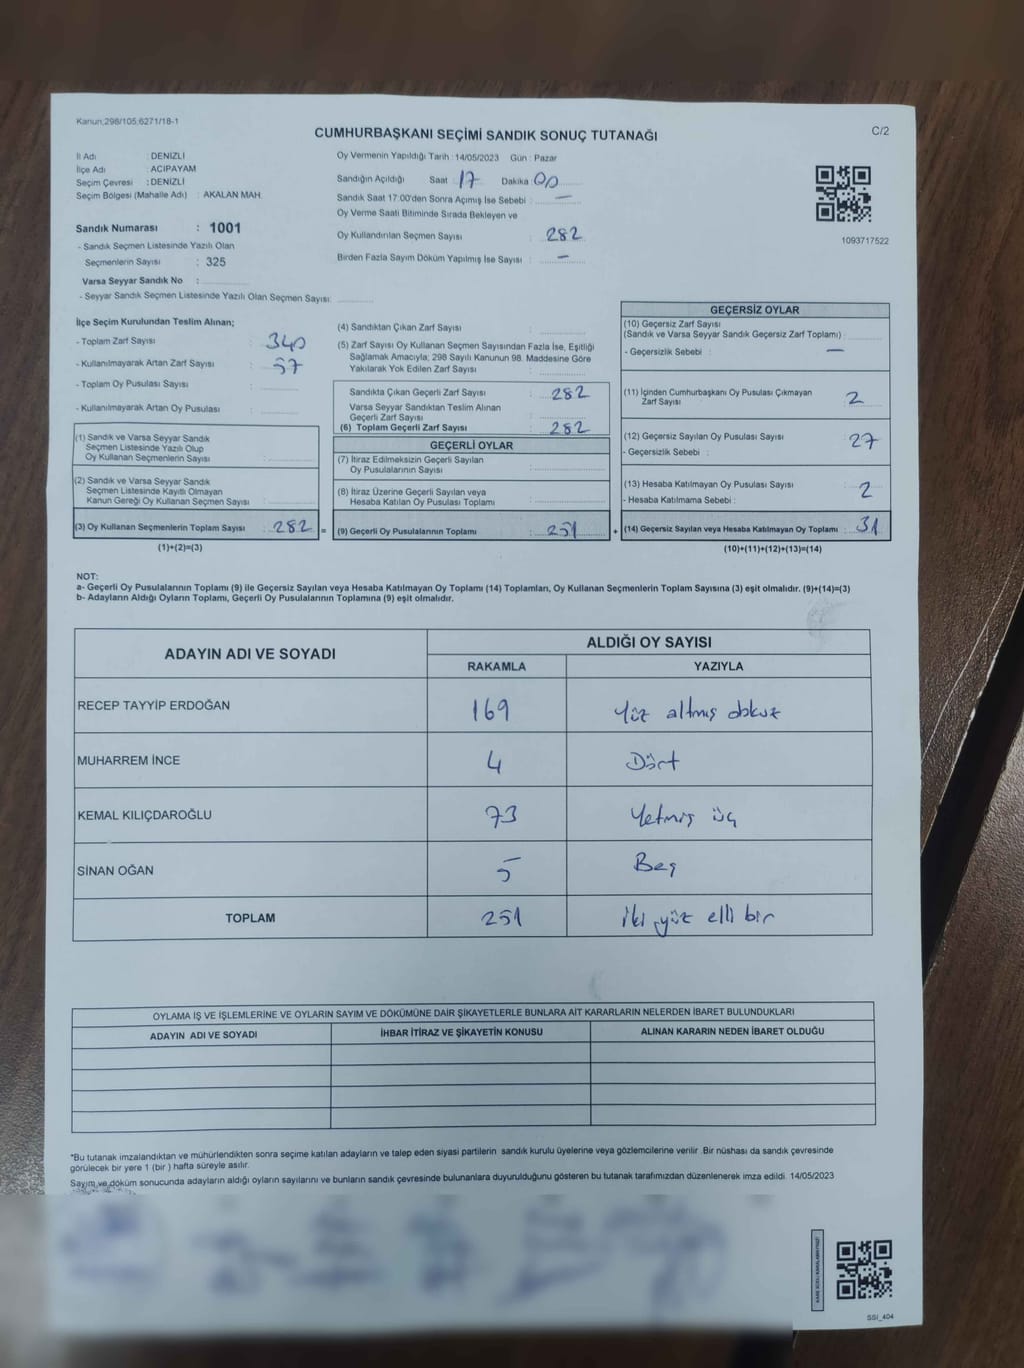 Kanun;298/105;6271/18-1
C/2
CUMHURBAŞKANI SEÇİMİ SANDIK SONUÇ TUTANAĞI
İl Adı : DENİZLİ
İlçe Adı : ACIPAYAM
Seçim Çevresi : DENİZLİ
Seçim Bölgesi (Mahalle Adı) : AKALAN MAH.
Sandık Numarası : 1001
- Sandık Seçmen Listesinde Yazılı Olan
Seçmenlerin Sayısı : 325
Varsa Seyyar Sandık No :
- Seyyar Sandık Seçmen Listesinde Yazılı Olan Seçmen Sayısı:
Oy Vermenin Yapıldığı Tarih : 14/05/2023 Gün : Pazar
Sandığın Açıldığı Saat : 17 Dakika : 00
Sandık Saat 17:00'den Sonra Açımış İse Sebebi : —
Oy Verme Saati Bitiminde Sırada Bekleyen ve
Oy Kullandırılan Seçmen Sayısı : 282
Birden Fazla Sayım Döküm Yapılmış İse Sayısı : —
1093717522
İlçe Seçim Kurulundan Teslim Alınan;
- Toplam Zarf Sayısı : 340
- Kullanılmayarak Artan Zarf Sayısı : 57
- Toplam Oy Pusulası Sayısı :
- Kullanılmayarak Artan Oy Pusulası :
(1) Sandık ve Varsa Seyyar Sandık
Seçmen Listesinde Yazılı Olup
Oy Kullanan Seçmenlerin Sayısı :
(2) Sandık ve Varsa Seyyar Sandık
Seçmen Listesinde Kayıtlı Olmayan
Kanun Gereği Oy Kullanan Seçmen Sayısı :
(3) Oy Kullanan Seçmenlerin Toplam Sayısı : 282 =
(1)+(2)=(3)
(4) Sandıktan Çıkan Zarf Sayısı :
(5) Zarf Sayısı Oy Kullanan Seçmen Sayısından Fazla İse, Eşitliği
Sağlamak Amacıyla; 298 Sayılı Kanunun 98. Maddesine Göre
Yakılarak Yok Edilen Zarf Sayısı :
Sandıkta Çıkan Geçerli Zarf Sayısı : 282
Varsa Seyyar Sandıktan Teslim Alınan
Geçerli Zarf Sayısı :
(6) Toplam Geçerli Zarf Sayısı : 282
GEÇERLİ OYLAR
(7) İtiraz Edilmeksizin Geçerli Sayılan
Oy Pusulalarının Sayısı :
(8) İtiraz Üzerine Geçerli Sayılan veya
Hesaba Katılan Oy Pusulası Toplamı :
(9) Geçerli Oy Pusulalarının Toplamı : 251 +
GEÇERSİZ OYLAR
(10) Geçersiz Zarf Sayısı
(Sandık ve Varsa Seyyar Sandık Geçersiz Zarf Toplamı) :
- Geçersizlik Sebebi : —
(11) İçinden Cumhurbaşkanı Oy Pusulası Çıkmayan
Zarf Sayısı : 2
(12) Geçersiz Sayılan Oy Pusulası Sayısı : 27
- Geçersizlik Sebebi :
(13) Hesaba Katılmayan Oy Pusulası Sayısı : 2
- Hesaba Katılmama Sebebi :
(14) Geçersiz Sayılan veya Hesaba Katılmayan Oy Toplamı : 31
(10)+(11)+(12)+(13)=(14)
NOT:
a- Geçerli Oy Pusulalarının Toplamı (9) ile Geçersiz Sayılan veya Hesaba Katılmayan Oy Toplamı (14) Toplamları, Oy Kullanan Seçmenlerin Toplam Sayısına (3) eşit olmalıdır. (9)+(14)=(3)
b- Adayların Aldığı Oyların Toplamı, Geçerli Oy Pusulalarının Toplamına (9) eşit olmalıdır.
ADAYIN ADI VE SOYADI ALDIĞI OY SAYISI
RAKAMLA YAZIYLA
RECEP TAYYİP ERDOĞAN 169 Yüz altmış dokuz
MUHARREM İNCE 4 Dört
KEMAL KILIÇDAROĞLU 73 Yetmiş üç
SİNAN OĞAN 5 Beş
TOPLAM 251 İki yüz elli bir
OYLAMA İŞ VE İŞLEMLERİNE VE OYLARIN SAYIM VE DÖKÜMÜNE DAİR ŞİKAYETLERLE BUNLARA AİT KARARLARIN NELERDEN İBARET BULUNDUKLARI
ADAYIN ADI VE SOYADI İHBAR İTİRAZ VE ŞİKAYETİN KONUSU ALINAN KARARIN NEDEN İBARET OLDUĞU
*Bu tutanak imzalandıktan ve mühürlendikten sonra seçime katılan adayların ve talep eden siyasi partilerin sandık kurulu üyelerine veya gözlemcilerine verilir. Bir nüshası da sandık çevresinde
görülecek bir yere 1 (bir ) hafta süreyle asılır.
Sayım ve döküm sonucunda adayların aldığı oyların sayılarını ve bunların sandık çevresinde bulunanlara duyurulduğunu gösteren bu tutanak tarafımızdan düzenlenerek imza edildi. 14/05/2023
SSI_404